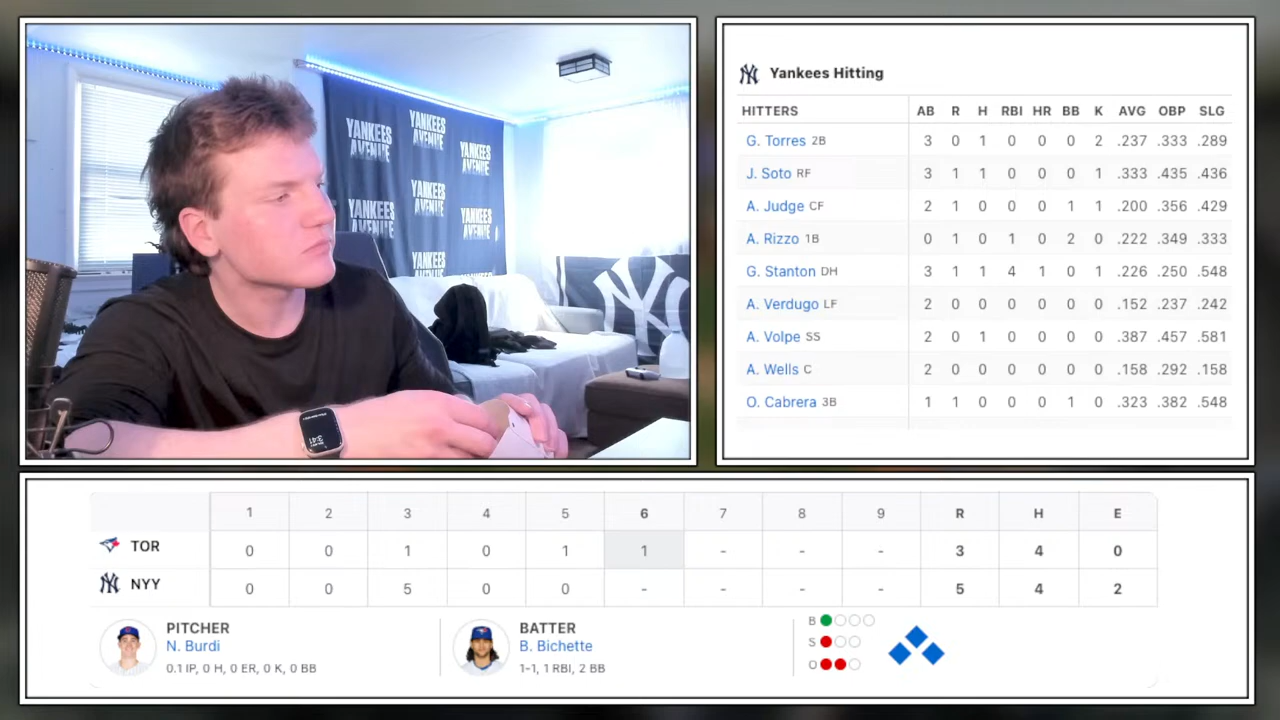 YANKEES AVENUE
YANKEES AVENUE
YANKEES AVENUE
YANKEES AVENUE
YANKEES AVENUE
YANKEES AVENUE
YANKEES AVENUE
YANKEES AVENUE
3:41
Yankees Hitting
HITTERS AB R H RBI HR BB K AVG OBP SLG
G. Torres 2B 3 0 1 0 0 0 2 .237 .333 .289
J. Soto RF 3 1 1 0 0 0 1 .333 .435 .436
A. Judge CF 2 1 0 0 0 1 1 .200 .356 .429
A. Rizzo 1B 0 1 0 1 0 2 0 .222 .349 .333
G. Stanton DH 3 1 1 4 1 0 1 .226 .250 .548
A. Verdugo LF 2 0 0 0 0 0 0 .152 .237 .242
A. Volpe SS 2 0 1 0 0 0 0 .387 .457 .581
A. Wells C 2 0 0 0 0 0 0 .158 .292 .158
O. Cabrera 3B 1 1 0 0 0 1 0 .323 .382 .548
1 2 3 4 5 6 7 8 9 R H E
TOR 0 0 1 0 1 1 - - - 3 4 0
NYY 0 0 5 0 0 - - - - 5 4 2
PITCHER
N. Burdi
0.1 IP, 0 H, 0 ER, 0 K, 0 BB
BATTER
B. Bichette
1-1, 1 RBI, 2 BB
B
S
O